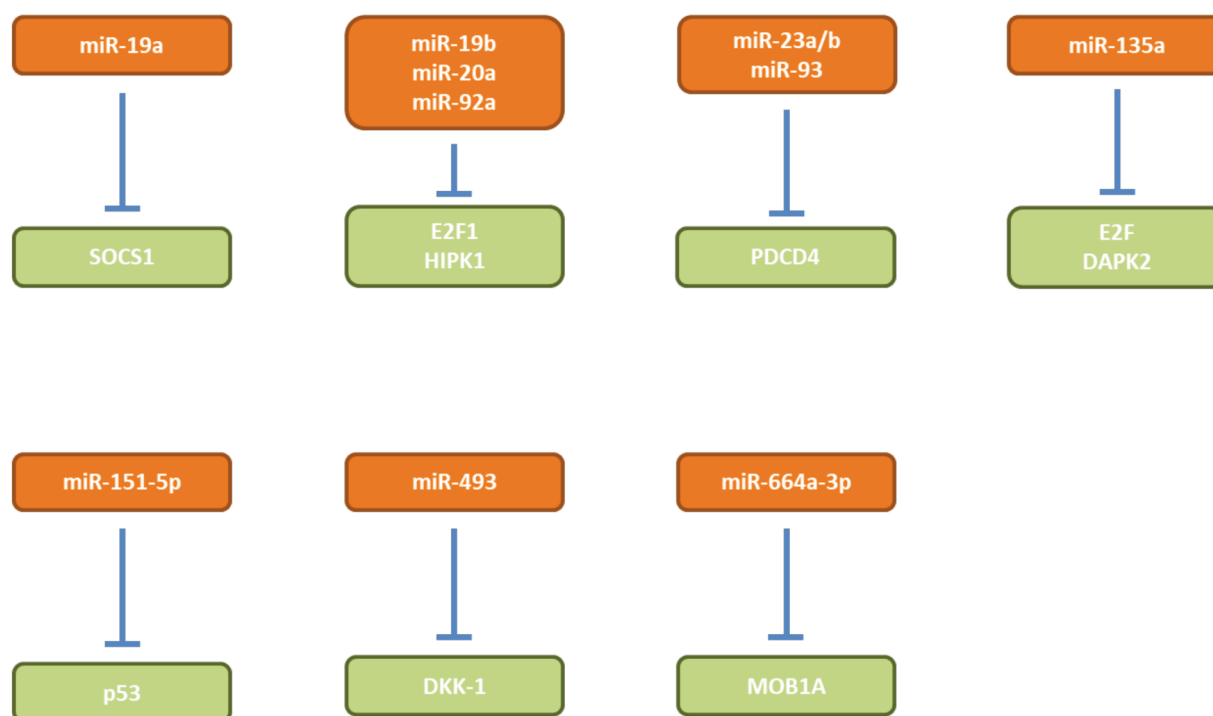 miR-19a
miR-19b
miR-20a
miR-92a
miR-23a/b
miR-93
miR-135a
SOCS1
E2F1
HIPK1
PDCD4
E2F
DAPK2
miR-151-5p
miR-493
miR-664a-3p
p53
DKK-1
MOB1A